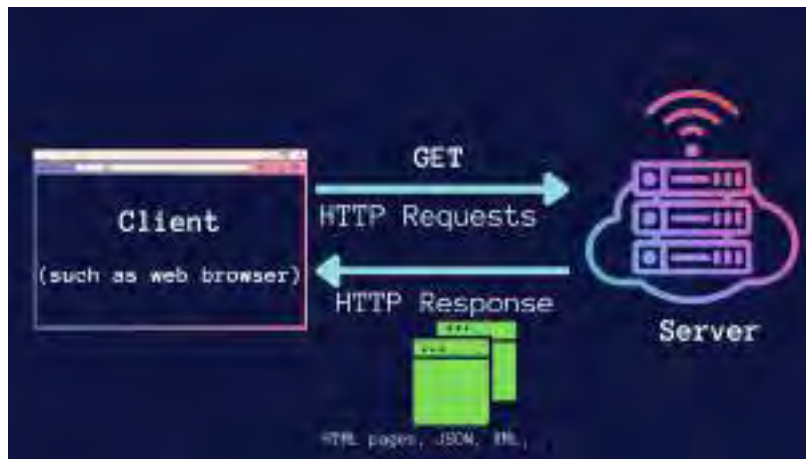 GET
HTTP Requests
Client
(such as web browser)
HTTP Response
Server
HTML pages, JSON, XML,